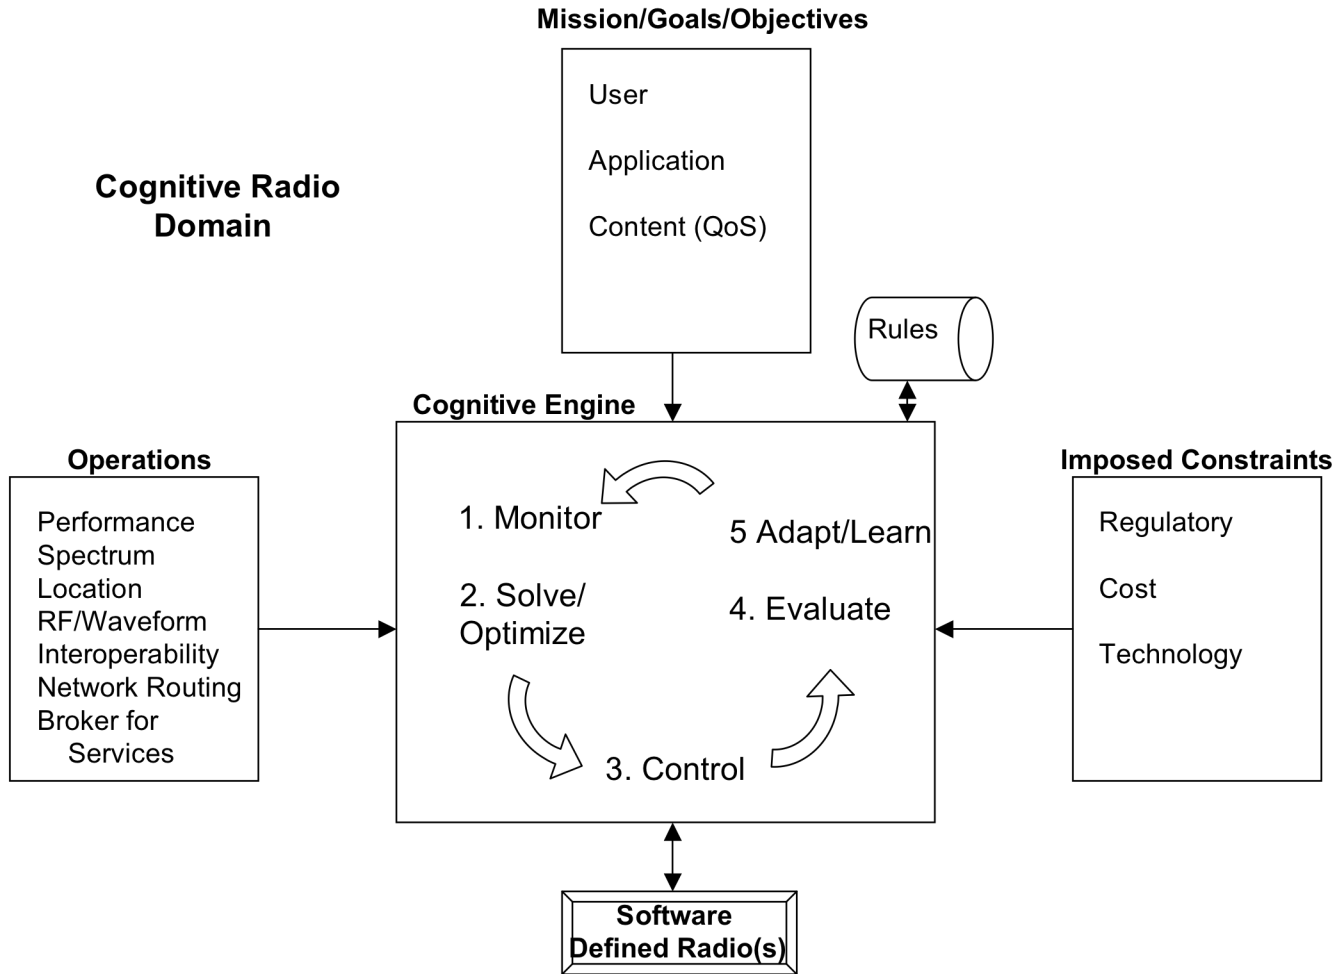 Mission/Goals/Objectives
User
Application
Content (QoS)
Cognitive Radio
Domain
Rules
Cognitive Engine
Operations
Performance
Spectrum
Location
RF/Waveform
Interoperability
Network Routing
Broker for
Services
1. Monitor
2. Solve/
Optimize
3. Control
4. Evaluate
5 Adapt/Learn
Imposed Constraints
Regulatory
Cost
Technology
Software
Defined Radio(s)